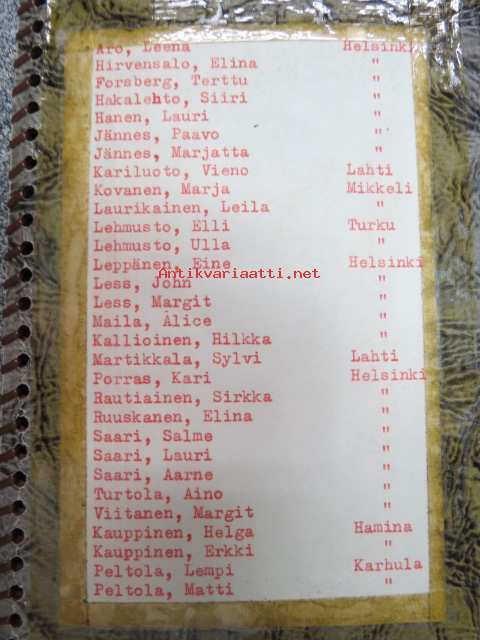 Aro, Leena Helsinki
Hirvensalo, Elina "
Forsberg, Terttu "
Hakalehto, Siiri "
Hanen, Lauri "
Jännes, Paavo "
Jännes, Marjatta "
Kariluoto, Vieno Lahti
Kovanen, Marja Mikkeli
Laurikainen, Leila "
Lehmusto, Elli Turku
Lehmusto, Ulla "
Leppänen, Eine Helsinki
Antikvariaatti.net
Less, John "
Less, Margit "
Maila, Alice "
Kallioinen, Hilkka "
Martikkala, Sylvi Lahti
Porras, Kari Helsinki
Rautiainen, Sirkka "
Ruuskanen, Elina "
Saari, Salme "
Saari, Lauri "
Saari, Aarne "
Turtola, Aino "
Viitanen, Margit "
Kauppinen, Helga Hamina
Kauppinen, Erkki "
Peltola, Lempi Karhula
Peltola, Matti "